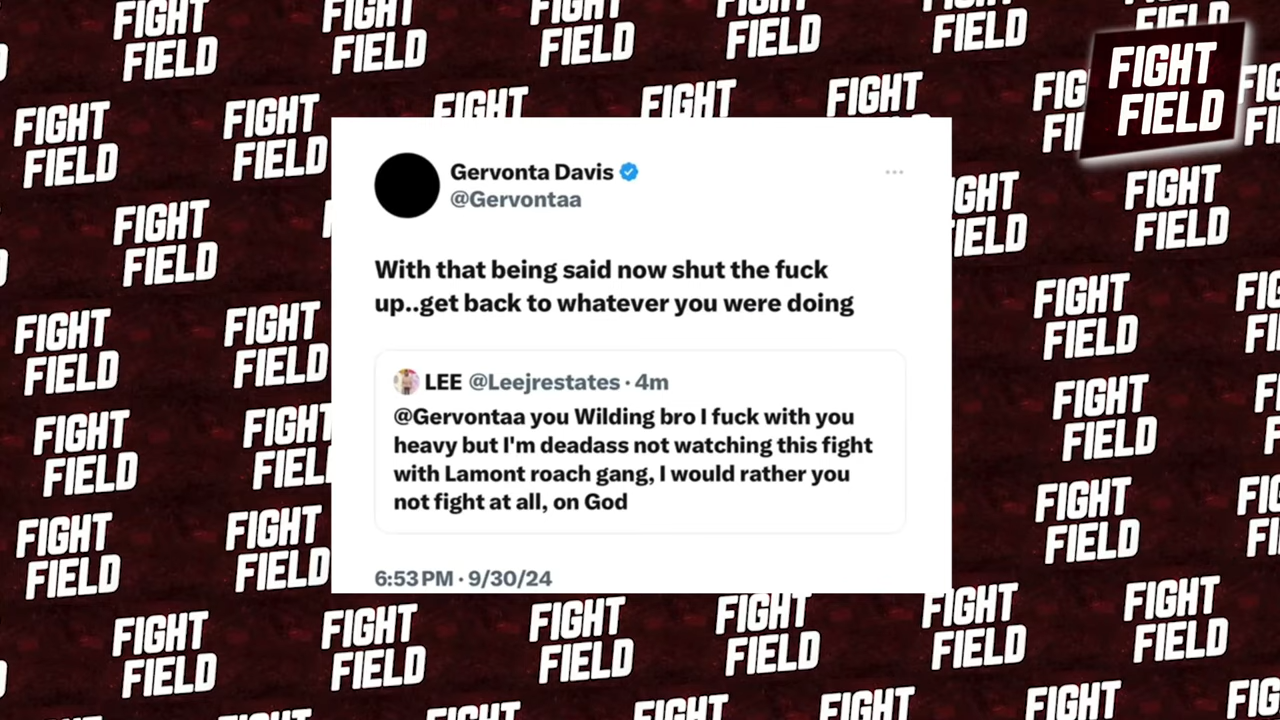 FIGHT
FIELD
Gervonta Davis
@Gervontaa
With that being said now shut the fuck
up..get back to whatever you were doing
LEE @Leejrestates · 4m
@Gervontaa you Wilding bro I fuck with you
heavy but I'm deadass not watching this fight
with Lamont roach gang, I would rather you
not fight at all, on God
6:53 PM · 9/30/24